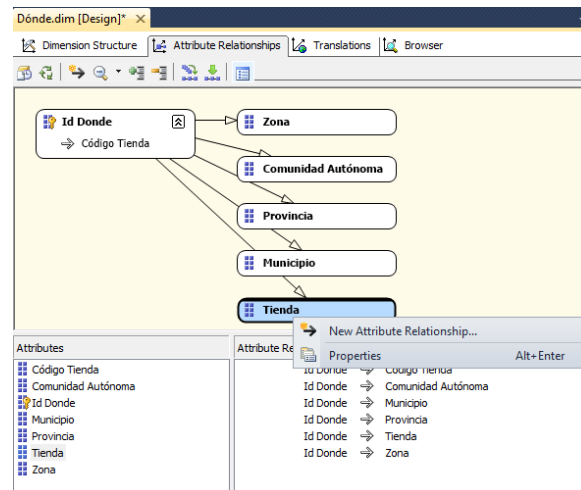 Dónde.dim [Design]*
Dimension Structure Attribute Relationships Translations Browser
Id Donde
Código Tienda
Zona
Comunidad Autónoma
Provincia
Municipio
Tienda
New Attribute Relationship...
Properties Alt+Enter
Attributes
Código Tienda
Comunidad Autónoma
Id Donde
Municipio
Provincia
Tienda
Zona
Attribute Re
Id Donde Código Tienda
Id Donde Comunidad Autónoma
Id Donde Municipio
Id Donde Provincia
Id Donde Tienda
Id Donde Zona